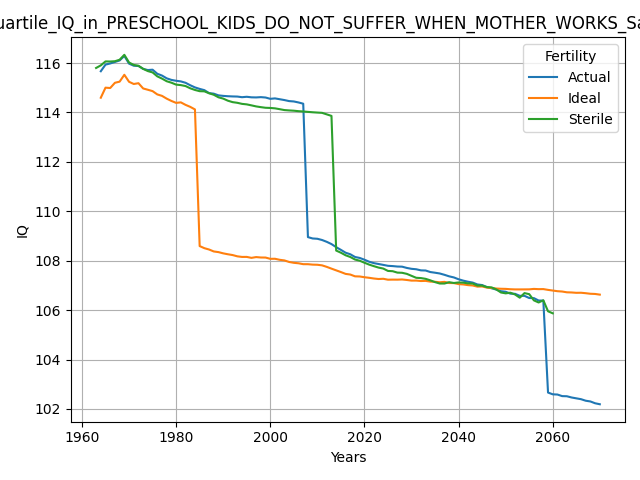 uartile_IQ_in_PRESCHOOL_KIDS_DO_NOT_SUFFER_WHEN_MOTHER_WORKS_Sa
Fertility
Actual
Ideal
Sterile
116
114
112
110
108
106
104
102
IQ
1960 1980 2000 2020 2040 2060
Years